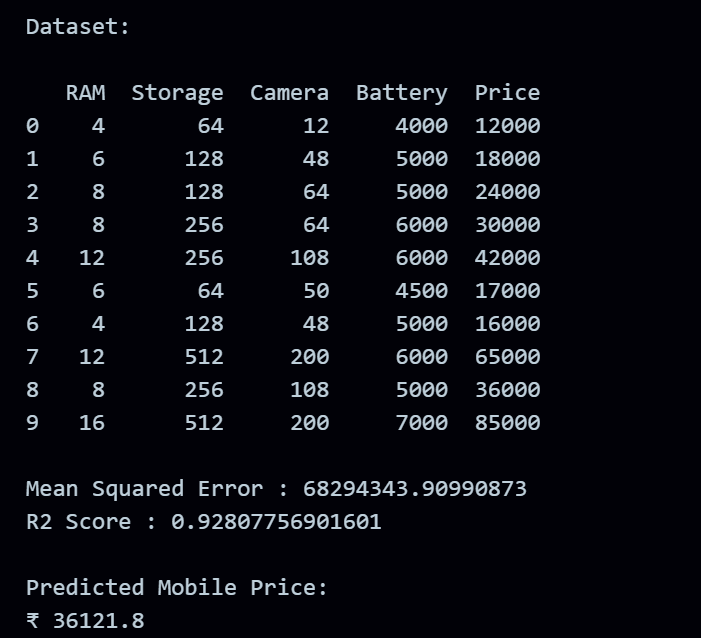 Dataset:
RAM Storage Camera Battery Price
0 4 64 12 4000 12000
1 6 128 48 5000 18000
2 8 128 64 5000 24000
3 8 256 64 6000 30000
4 12 256 108 6000 42000
5 6 64 50 4500 17000
6 4 128 48 5000 16000
7 12 512 200 6000 65000
8 8 256 108 5000 36000
9 16 512 200 7000 85000
Mean Squared Error : 68294343.90990873
R2 Score : 0.92807756901601
Predicted Mobile Price:
₹ 36121.8